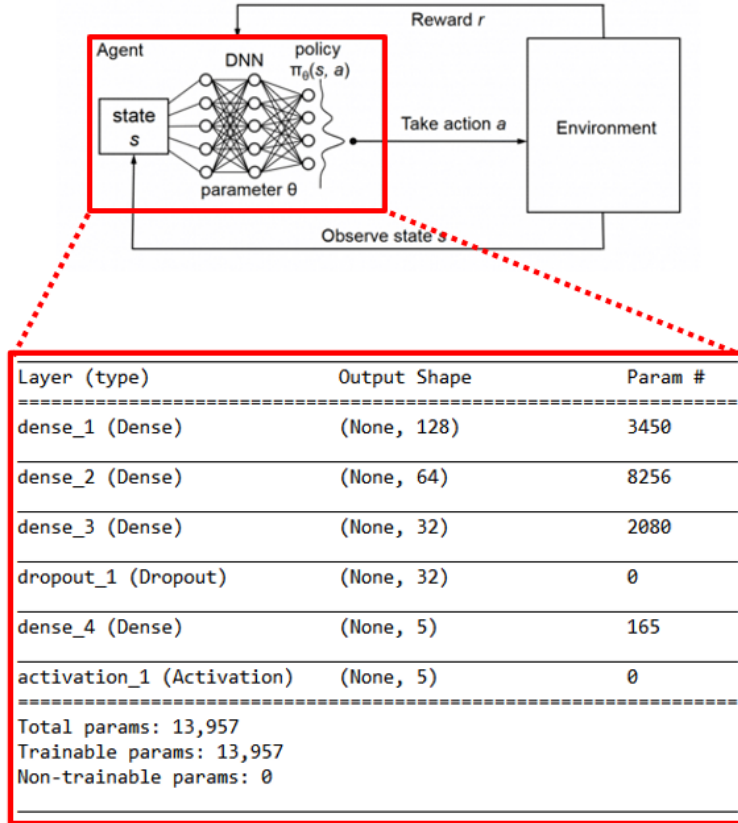 Reward r
Agent
DNN
policy
πθ(s, a)
state
s
Take action a
Environment
parameter θ
Observe state s
Layer (type) Output Shape Param #
=================================================================
dense_1 (Dense) (None, 128) 3450
dense_2 (Dense) (None, 64) 8256
dense_3 (Dense) (None, 32) 2080
dropout_1 (Dropout) (None, 32) 0
dense_4 (Dense) (None, 5) 165
activation_1 (Activation) (None, 5) 0
=================================================================
Total params: 13,957
Trainable params: 13,957
Non-trainable params: 0